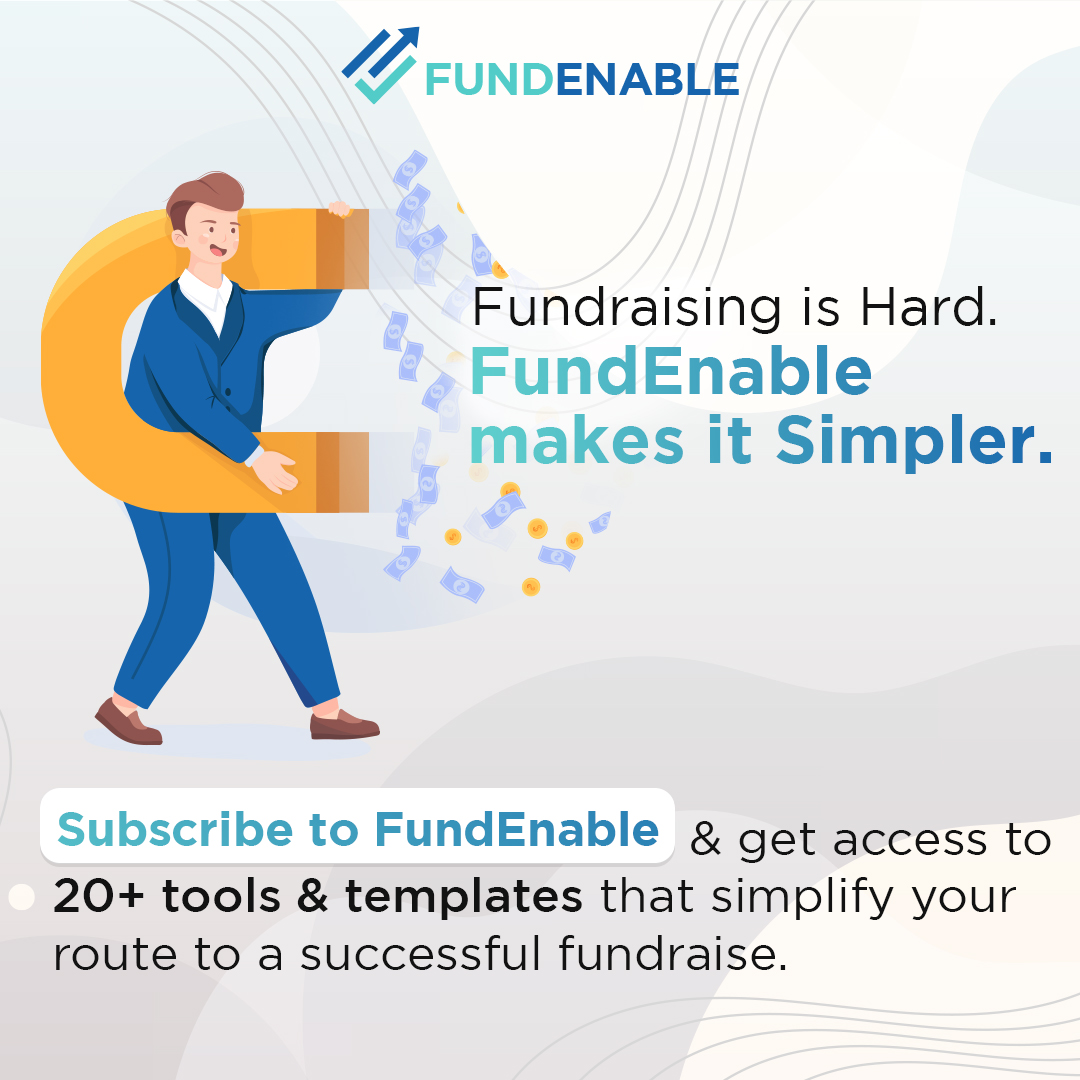 FUNDENABLE
Fundraising is Hard.
FundEnable
makes it Simpler.
Subscribe to FundEnable & get access to
20+ tools & templates that simplify your
route to a successful fundraise.